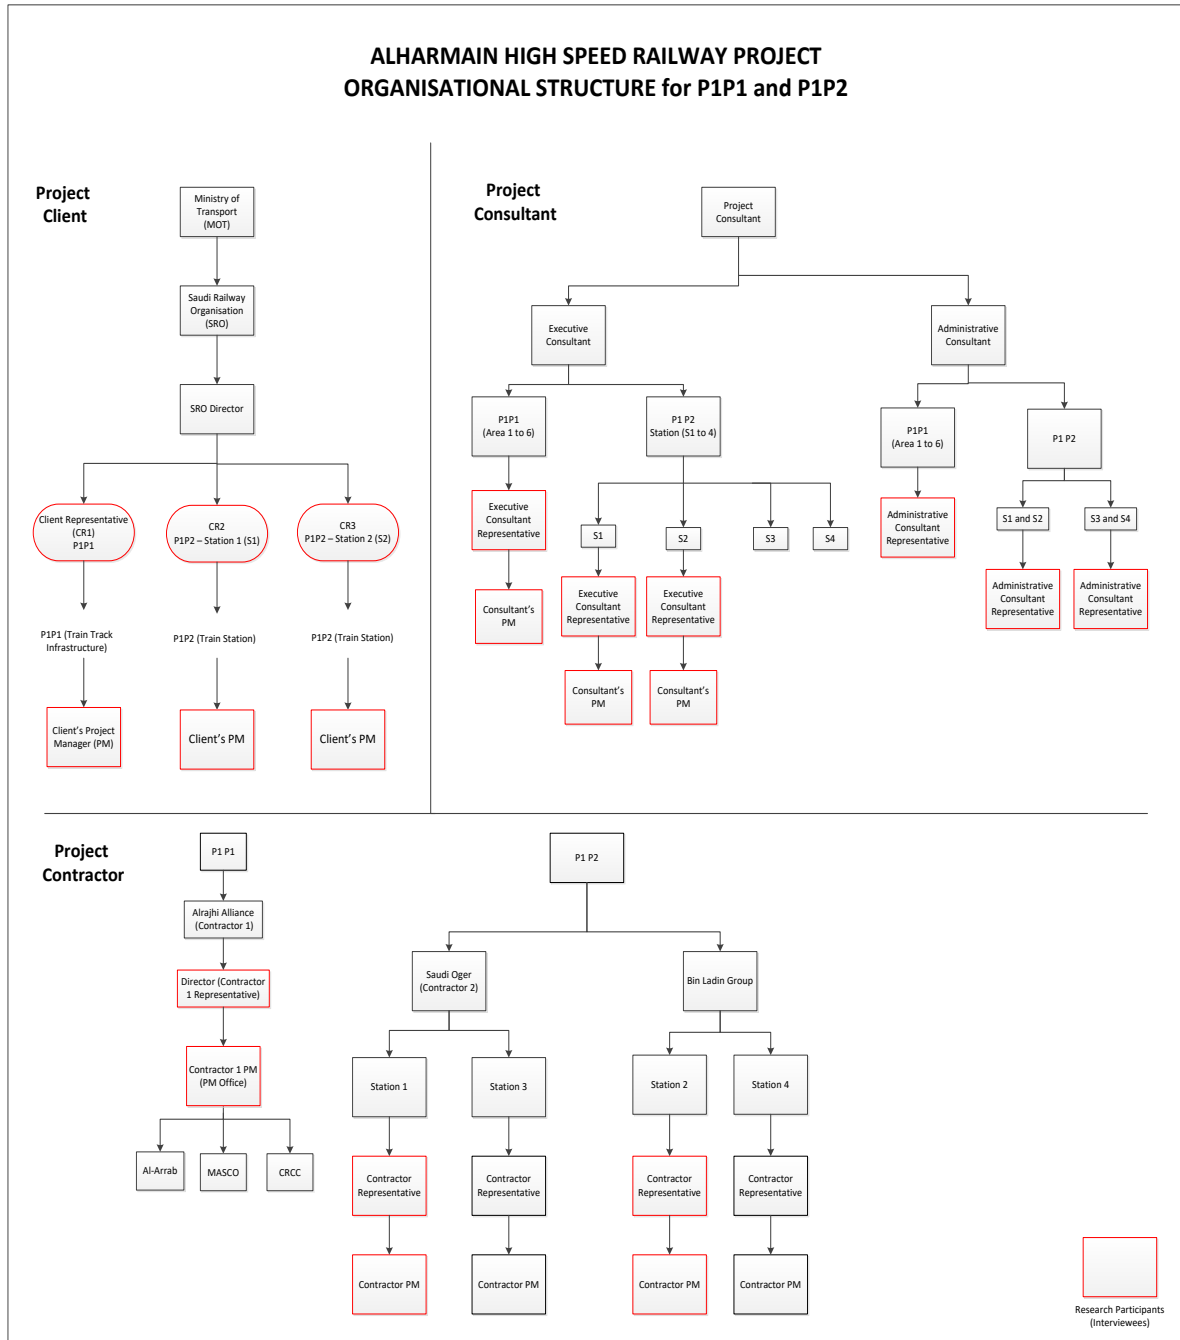 ALHARMAIN HIGH SPEED RAILWAY PROJECT
ORGANISATIONAL STRUCTURE for P1P1 and P1P2
Project
Client
Ministry of
Transport
(MOT)
Saudi Railway
Organisation
(SRO)
SRO Director
Client Representative
(CR1)
P1P1
CR2
P1P2 – Station 1 (S1)
CR3
P1P2 – Station 2 (S2)
P1P1 (Train Track
Infrastructure)
P1P2 (Train Station)
P1P2 (Train Station)
Client's Project
Manager (PM)
Client's PM
Client's PM
Project
Consultant
Project
Consultant
Executive
Consultant
Administrative
Consultant
P1P1
(Area 1 to 6)
P1 P2
Station (S1 to 4)
P1P1
(Area 1 to 6)
P1 P2
Executive
Consultant
Representative
S1
S2
S3
S4
Administrative
Consultant
Representative
S1 and S2
S3 and S4
Consultant's
PM
Executive
Consultant
Representative
Executive
Consultant
Representative
Administrative
Consultant
Representative
Administrative
Consultant
Representative
Consultant's
PM
Consultant's
PM
Project
Contractor
P1 P1
Alrajhi Alliance
(Contractor 1)
Director (Contractor
1 Representative)
Contractor 1 PM
(PM Office)
Al-Arrab
MASCO
CRCC
P1 P2
Saudi Oger
(Contractor 2)
Bin Ladin Group
Station 1
Station 3
Station 2
Station 4
Contractor
Representative
Contractor
Representative
Contractor
Representative
Contractor
Representative
Contractor PM
Contractor PM
Contractor PM
Contractor PM
Research Participants
(Interviewees)